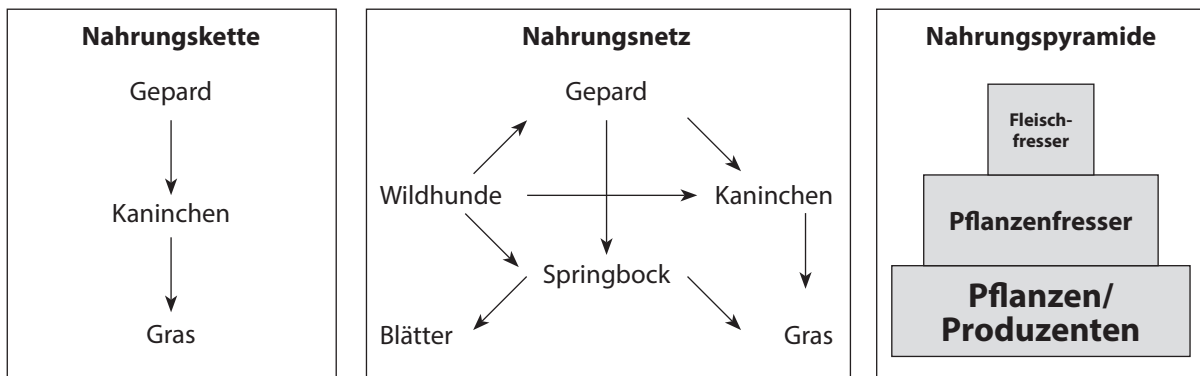 Nahrungskette
Gepard
Kaninchen
Gras
Nahrungsnetz
Gepard
Wildhunde
Kaninchen
Springbock
Blätter
Gras
Nahrungspyramide
Fleisch-
fresser
Pflanzenfresser
Pflanzen/
Produzenten